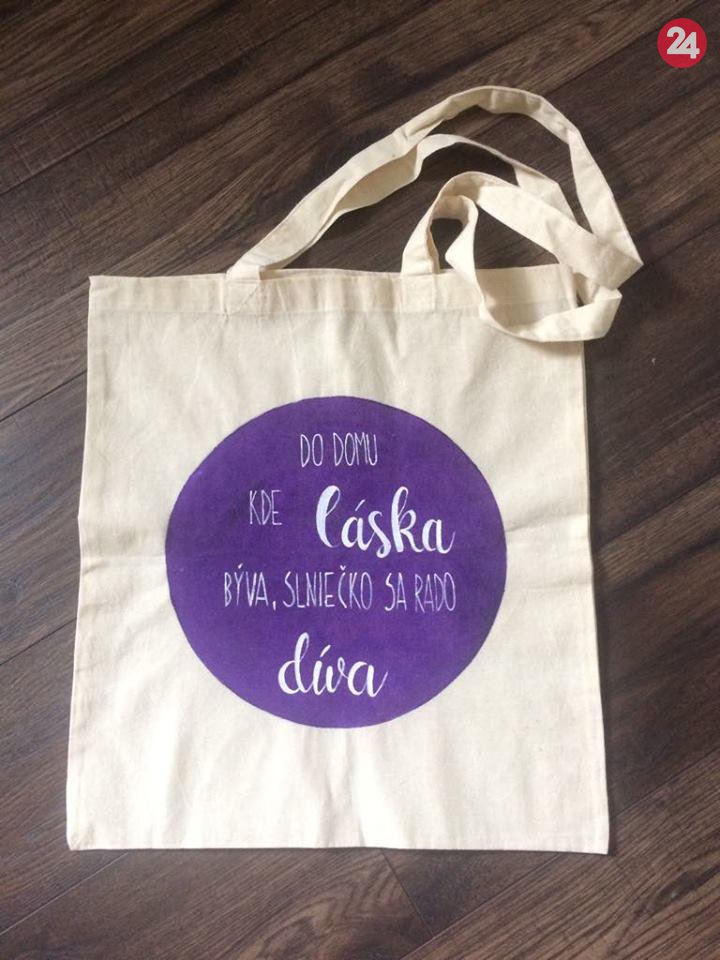 24
DO DOMU
KDE láska
BÝVA, SLNIEČKO SA RADO
díva